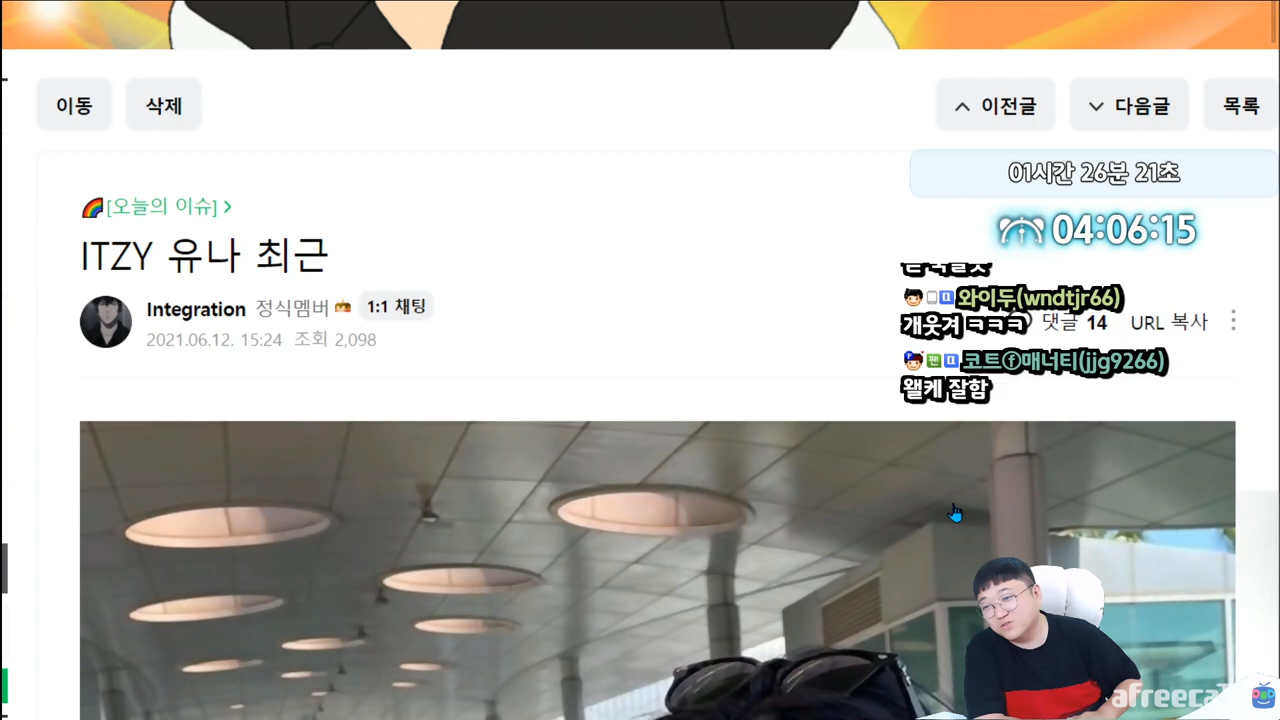 이동
삭제
이전글
다음글
목록
01시간 26분 21초
04:06:15
[오늘의 이슈]
ITZY 유나 최근
Integration 정식멤버 1:1 채팅
2021.06.12. 15:24 조회 2,098
와이두(wndtjr66)
개웃겨 ㅋㅋㅋ
댓글 14 URL 복사
코트ⓕ매너티(jjg9266)
웰케 잘함
afreeca